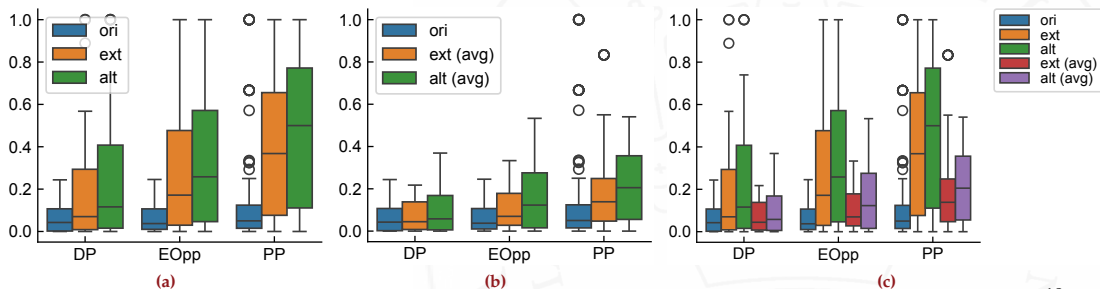 1.0
0.8
0.6
0.4
0.2
0.0
ori
ext
alt
DP
EOpp
PP
(a)
1.0
0.8
0.6
0.4
0.2
0.0
ori
ext (avg)
alt (avg)
DP
EOpp
PP
(b)
1.0
0.8
0.6
0.4
0.2
0.0
DP
EOpp
PP
(c)
ori
ext
alt
ext (avg)
alt (avg)